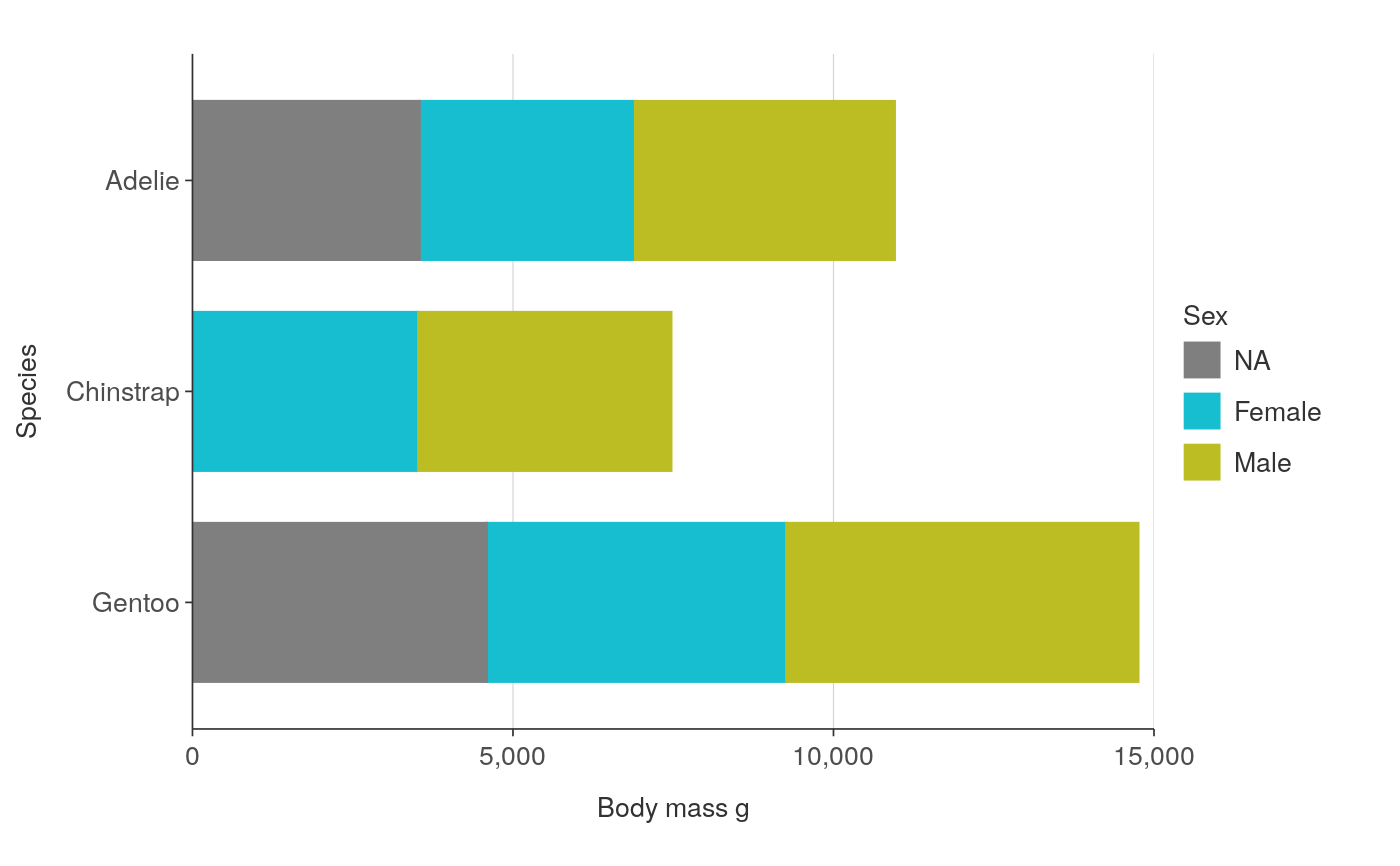 Species
Adelie
Chinstrap
Gentoo
0
5,000
10,000
15,000
Body mass g
Sex
NA
Female
Male